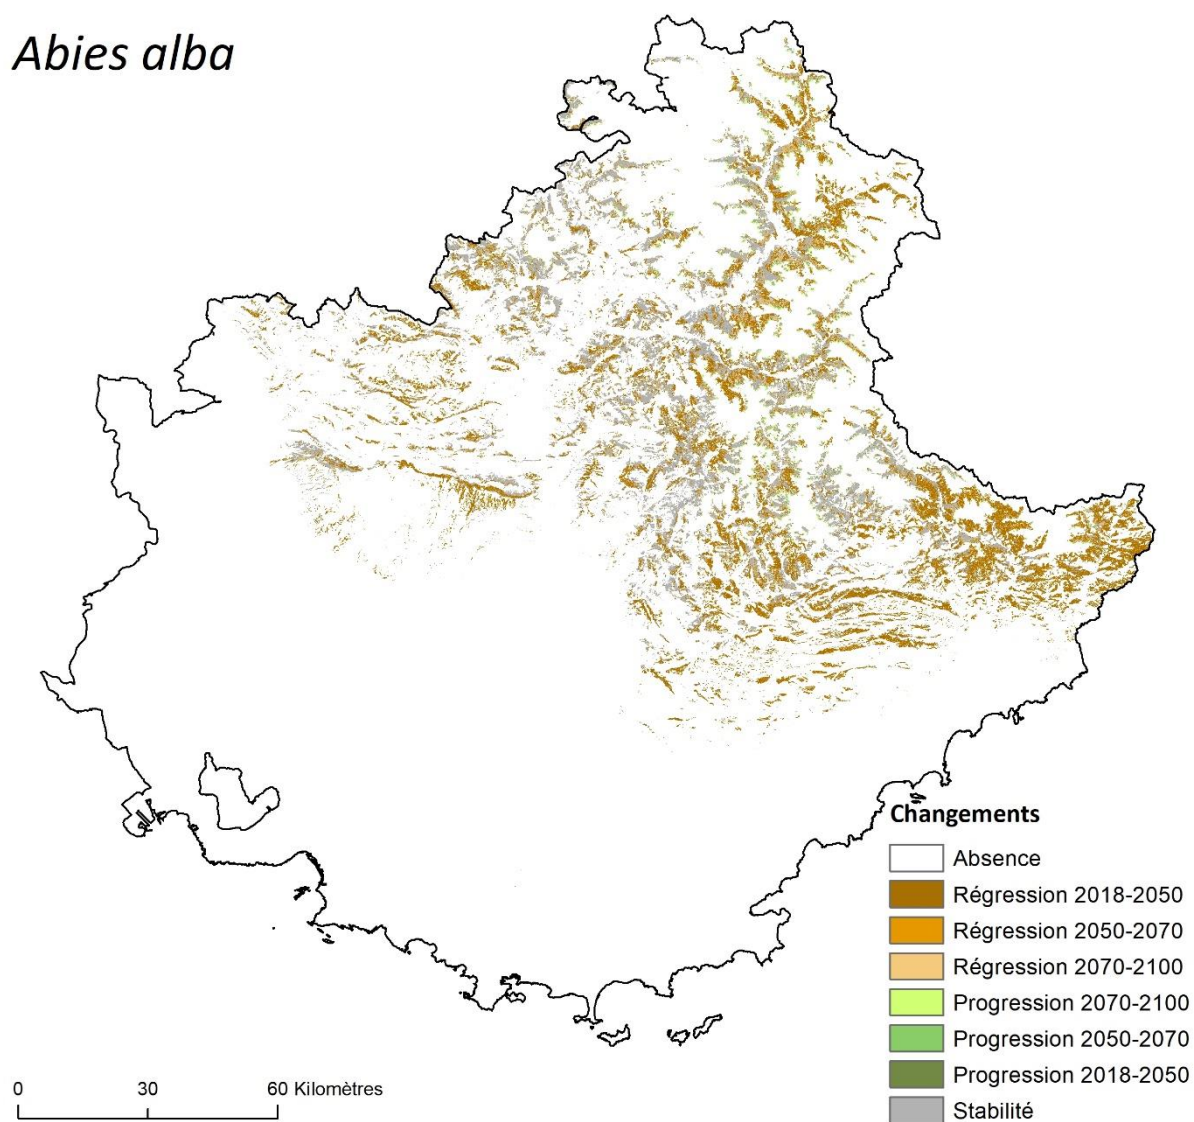 Abies alba
Changements
Absence
Régression 2018-2050
Régression 2050-2070
Régression 2070-2100
Progression 2070-2100
Progression 2050-2070
Progression 2018-2050
Stabilité
0 30 60 Kilomètres